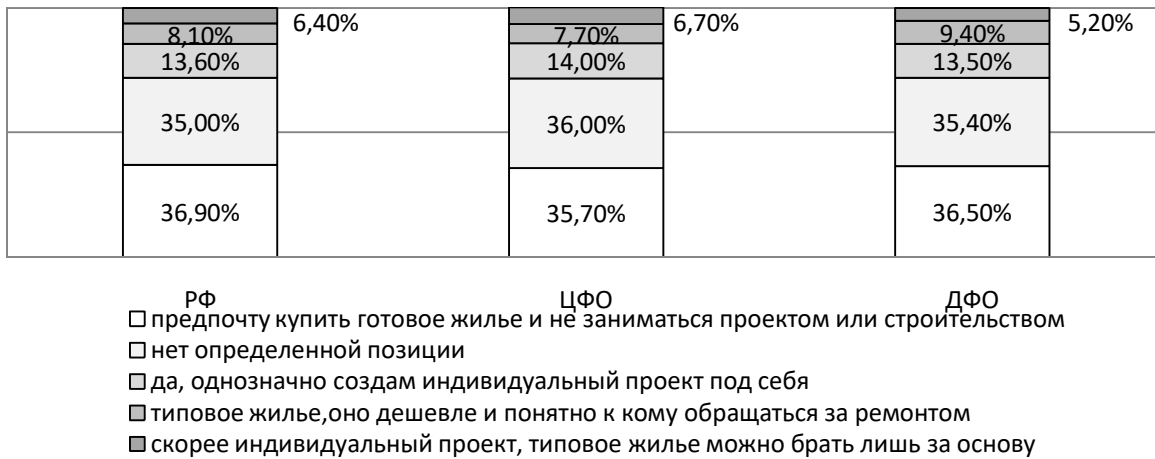 6,40% 6,70% 5,20%
8,10% 7,70% 9,40%
13,60% 14,00% 13,50%
35,00% 36,00% 35,40%
36,90% 35,70% 36,50%
РФ ЦФО ДФО
предпочту купить готовое жилье и не заниматься проектом или строительством
нет определенной позиции
да, однозначно создам индивидуальный проект под себя
типовое жилье,оно дешевле и понятно к кому обращаться за ремонтом
скорее индивидуальный проект, типовое жилье можно брать лишь за основу